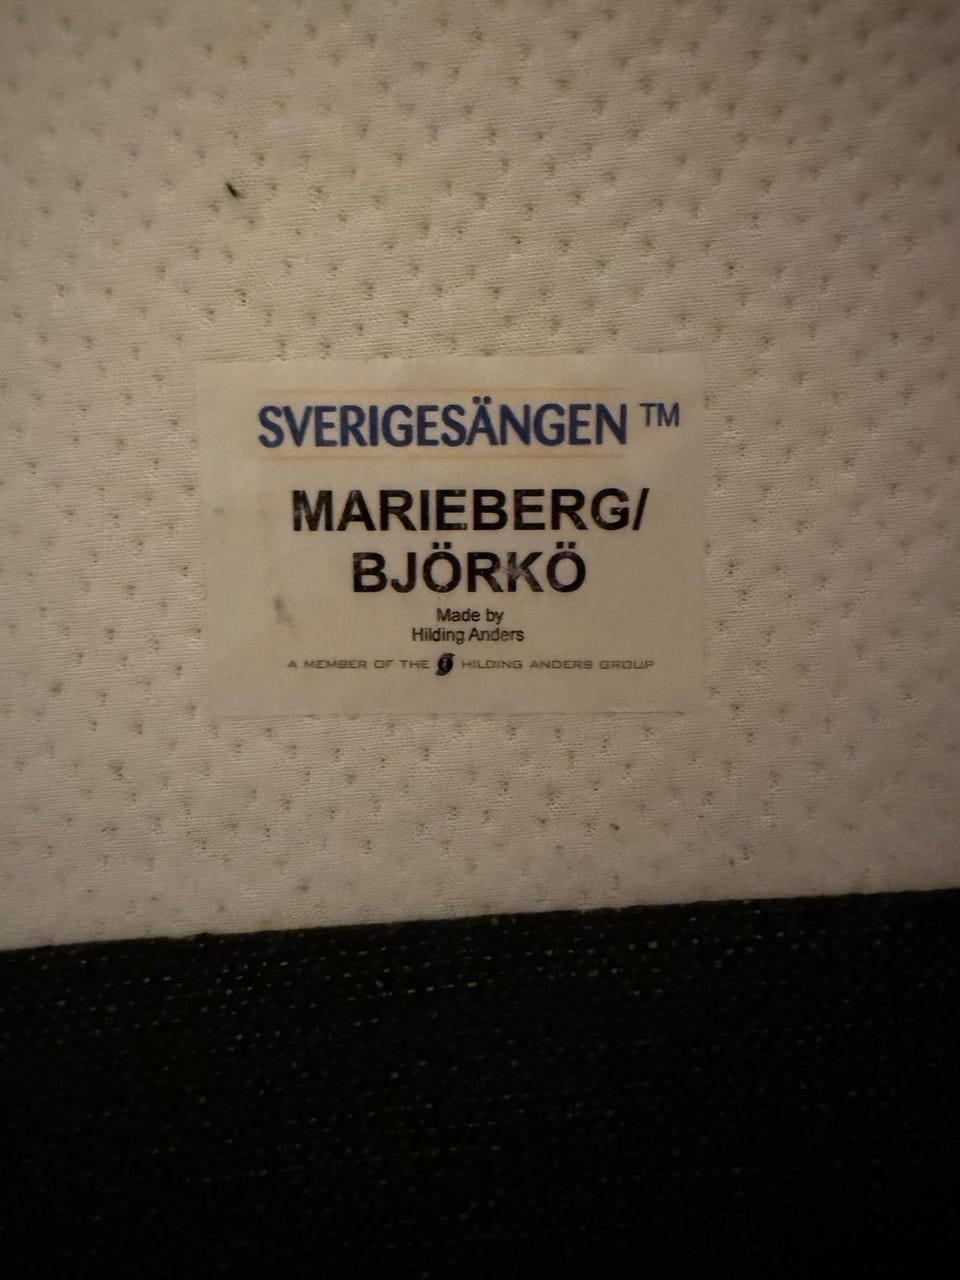 SVERIGESÄNGEN ™
MARIEBERG/
BJÖRKÖ
Made by
Hilding Anders
A MEMBER OF THE HILDING ANDERS GROUP